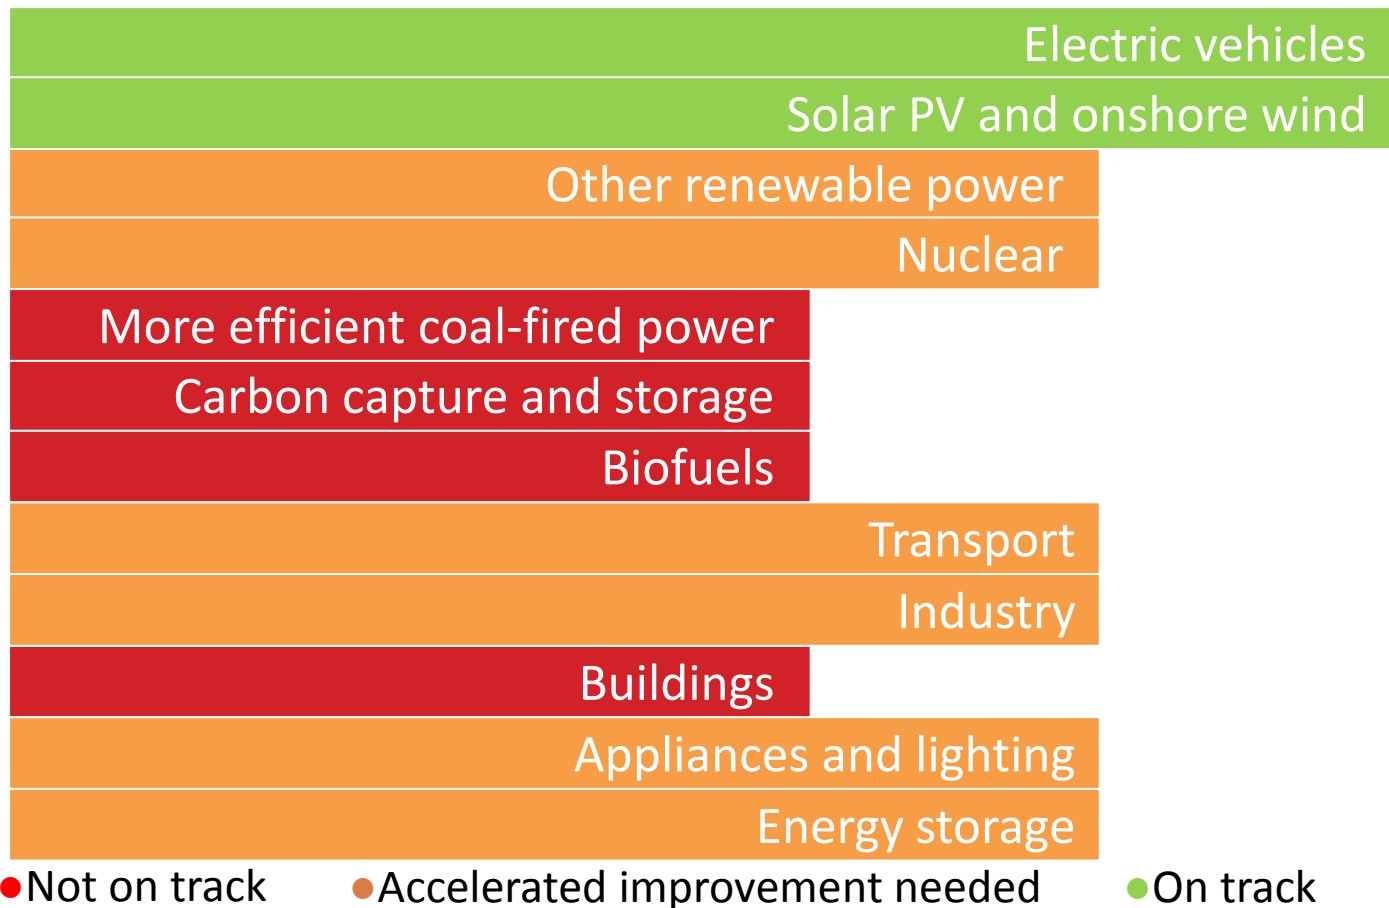 Electric vehicles
Solar PV and onshore wind
Other renewable power
Nuclear
More efficient coal-fired power
Carbon capture and storage
Biofuels
Transport
Industry
Buildings
Appliances and lighting
Energy storage
Not on track Accelerated improvement needed On track